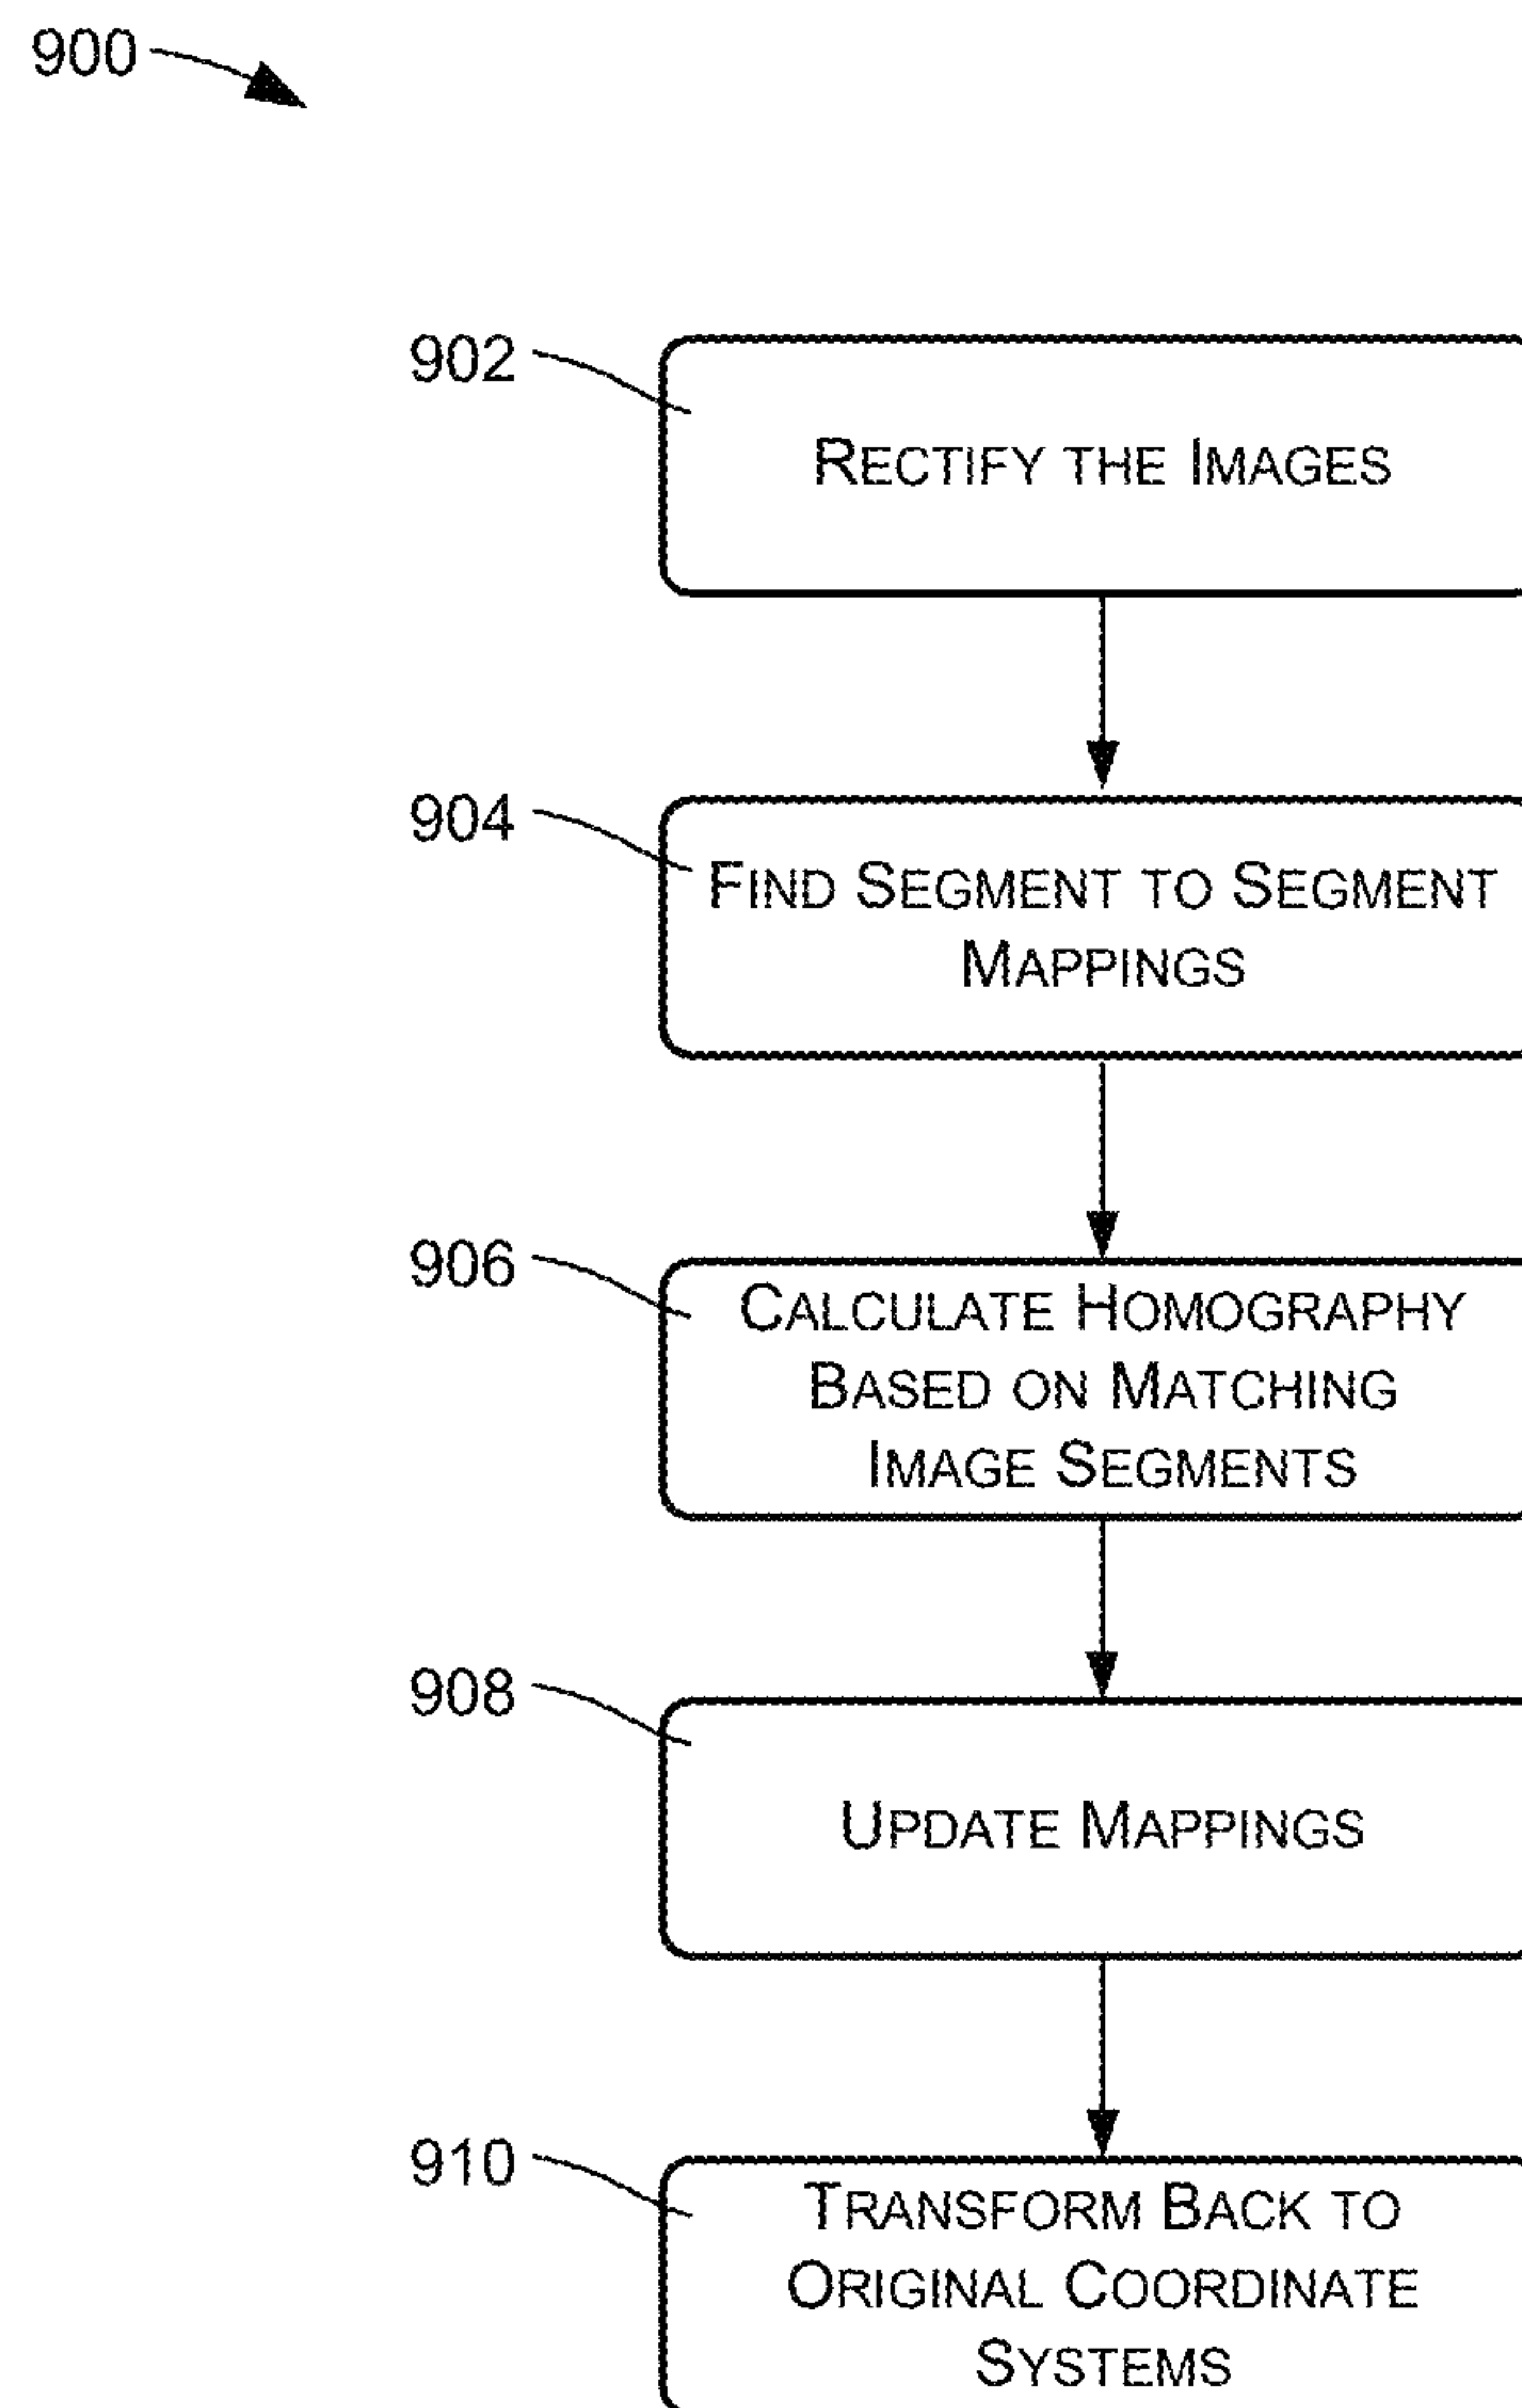 900
902
RECTIFY THE IMAGES
904
FIND SEGMENT TO SEGMENT
MAPPINGS
906
CALCULATE HOMOGRAPHY
BASED ON MATCHING
IMAGE SEGMENTS
908
UPDATE MAPPINGS
910
TRANSFORM BACK TO
ORIGINAL COORDINATE
SYSTEMS